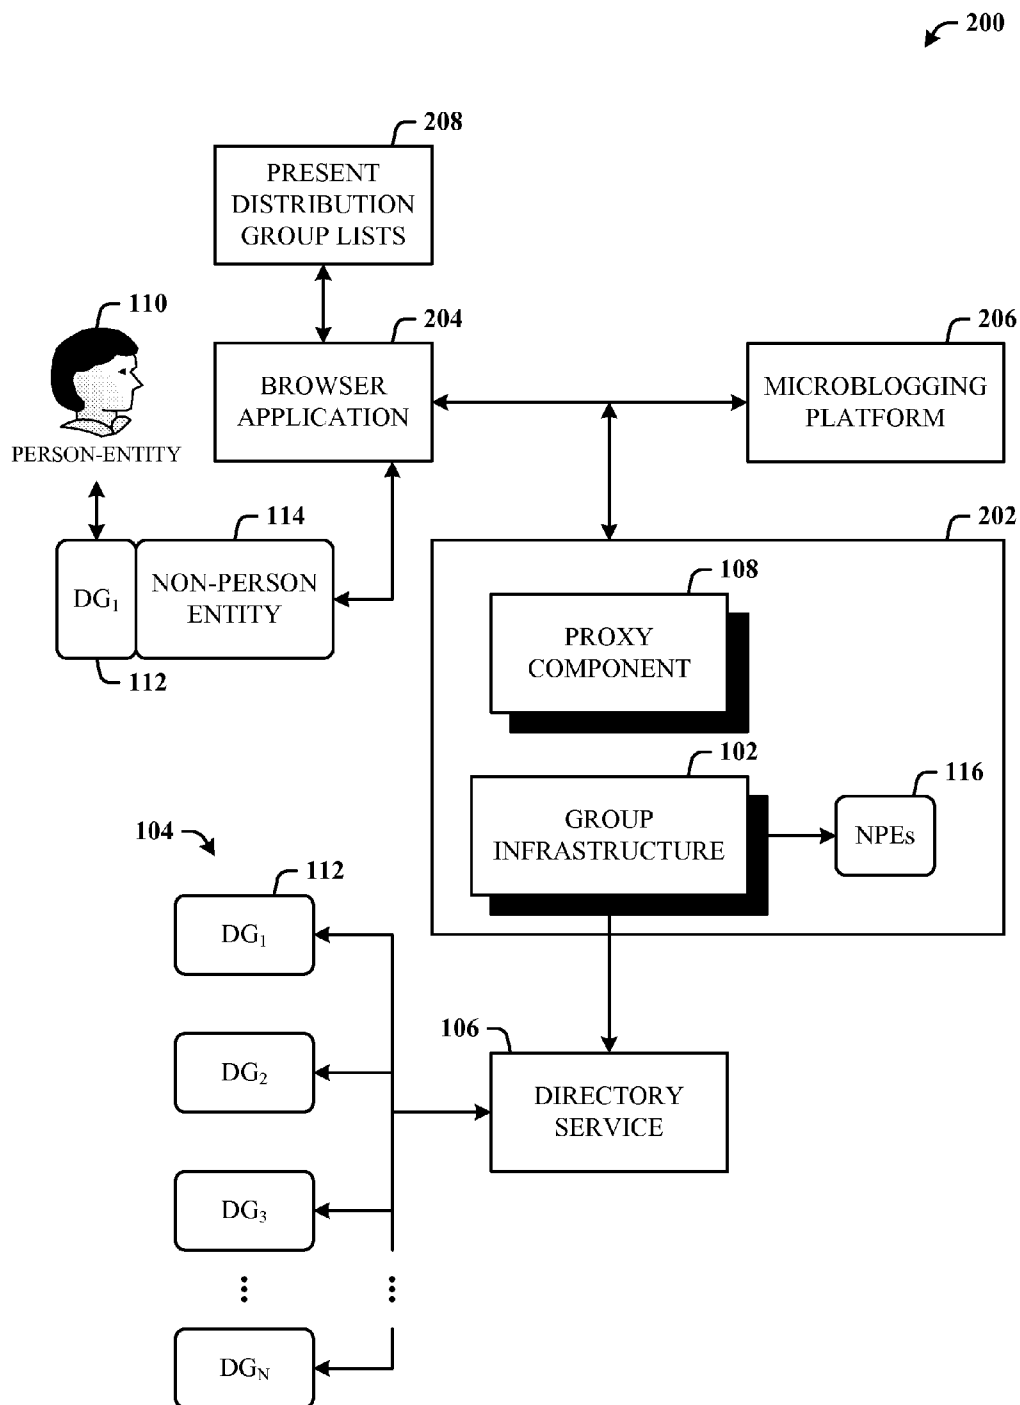 200
208
PRESENT
DISTRIBUTION
GROUP LISTS
110
204
206
BROWSER
APPLICATION
MICROBLOGGING
PLATFORM
PERSON-ENTITY
114
202
DG₁
NON-PERSON
ENTITY
112
108
PROXY
COMPONENT
102
116
GROUP
INFRASTRUCTURE
NPEs
104
112
DG₁
106
DG₂
DIRECTORY
SERVICE
DG₃
DG_N